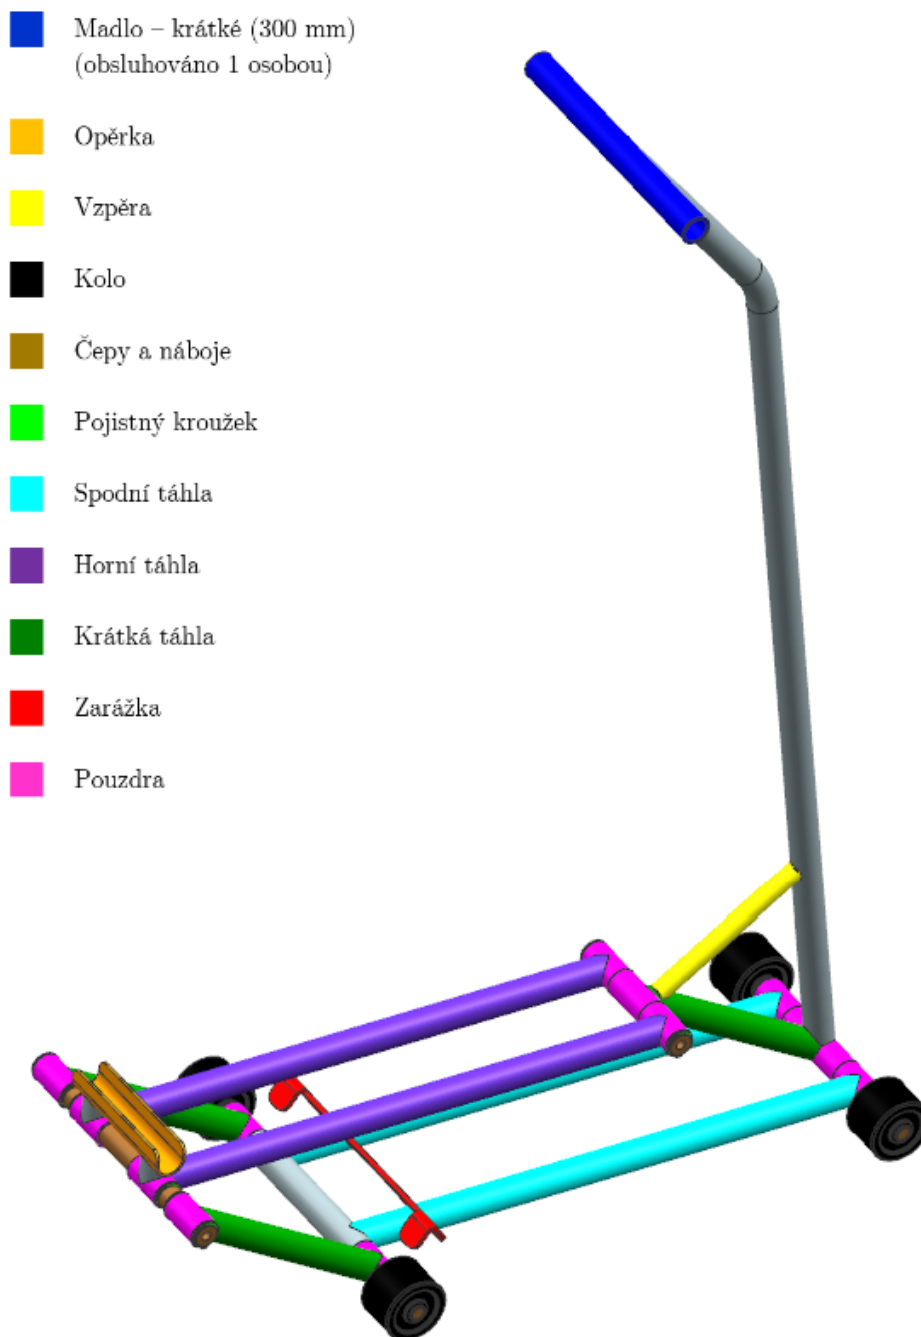 Madlo – krátké (300 mm)
(obsluhováno 1 osobou)
Opěrka
Vzpěra
Kolo
Čepy a náboje
Pojistný kroužek
Spodní táhla
Horní táhla
Krátká táhla
Zarážka
Pouzdra